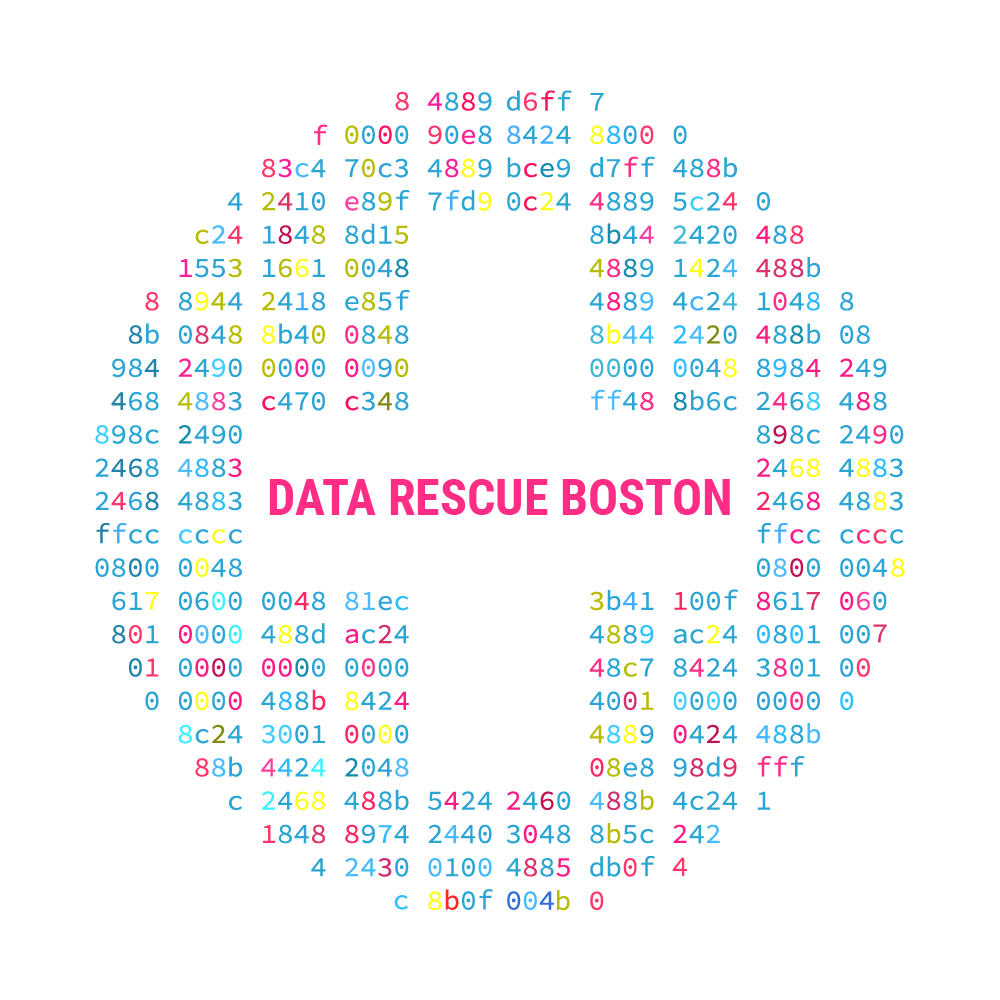 8 4889 d6ff 7
f 0000 90e8 8424 8800 0
83c4 70c3 4889 bce9 d7ff 488b
4 2410 e89f 7fd9 0c24 4889 5c24 0
c24 1848 8d15 8b44 2420 488
1553 1661 0048 4889 1424 488b
8 8944 2418 e85f 4889 4c24 1048 8
8b 0848 8b40 0848 8b44 2420 488b 08
984 2490 0000 0090 0000 0048 8984 249
468 4883 c470 c348 ff48 8b6c 2468 488
898c 2490 898c 2490
2468 4883 2468 4883
DATA RESCUE BOSTON
2468 4883 2468 4883
ffcc cccc ffcc cccc
0800 0048 0800 0048
617 0600 0048 81ec 3b41 100f 8617 060
801 0000 488d ac24 4889 ac24 0801 007
01 0000 0000 0000 48c7 8424 3801 00
0 0000 488b 8424 4001 0000 0000 0
8c24 3001 0000 4889 0424 488b
88b 4424 2048 08e8 98d9 fff
c 2468 488b 5424 2460 488b 4c24 1
1848 8974 2440 3048 8b5c 242
4 2430 0100 4885 db0f 4
c 8b0f 004b 0